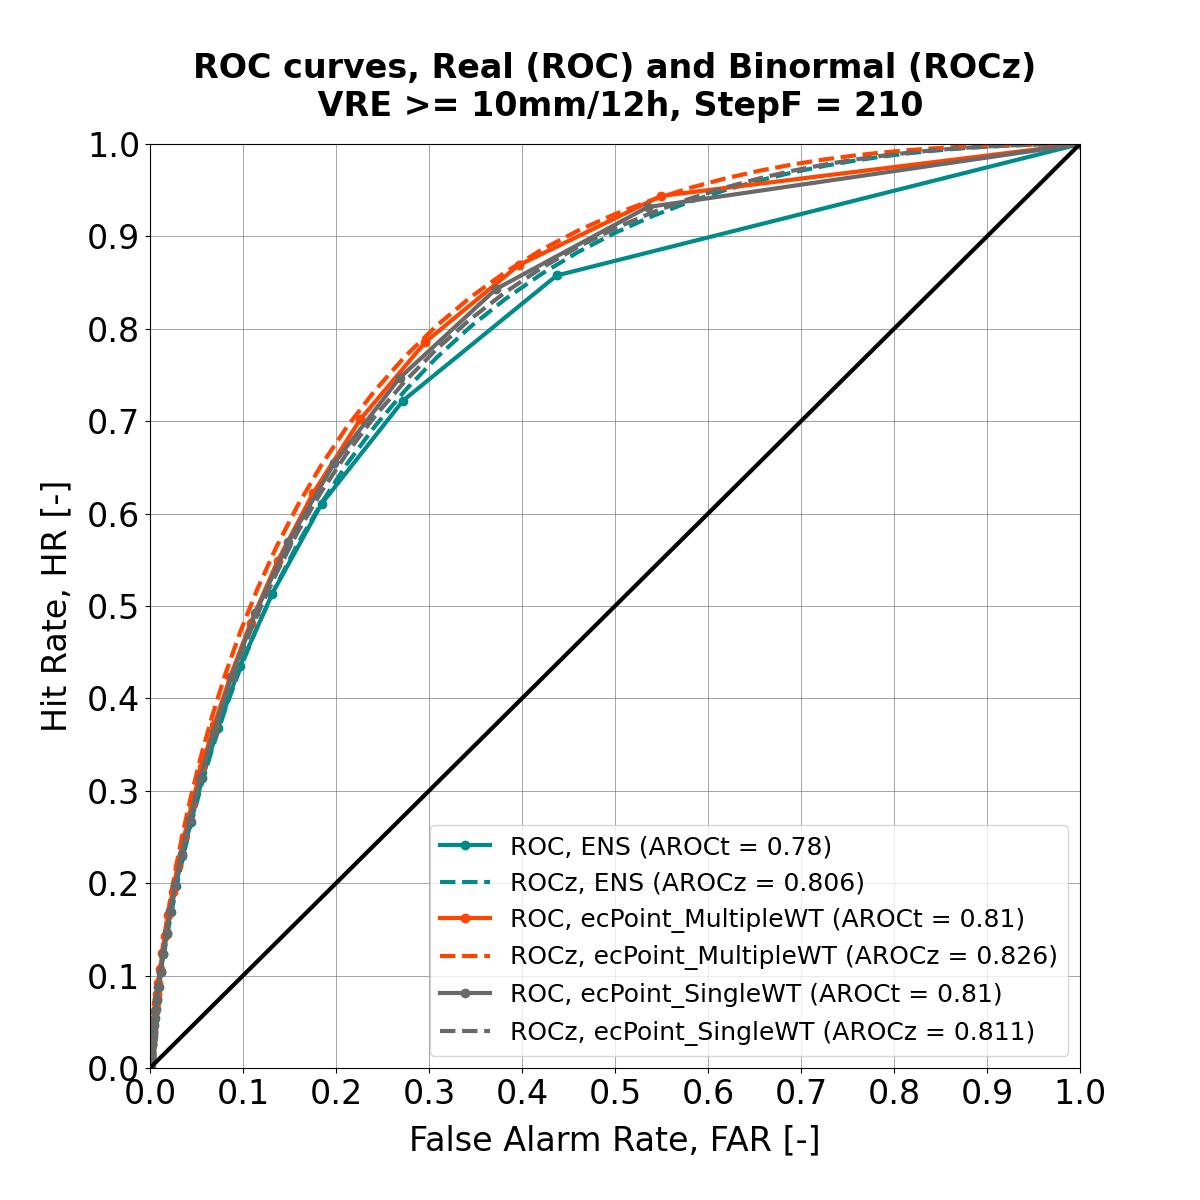 ROC curves, Real (ROC) and Binormal (ROCz)
VRE >= 10mm/12h, StepF = 210
1.0
0.9
0.8
0.7
0.6
0.5
0.4
0.3
0.2
0.1
0.0
Hit Rate, HR [-]
ROC, ENS (AROCt = 0.78)
ROCz, ENS (AROCz = 0.806)
ROC, ecPoint_MultipleWT (AROCt = 0.81)
ROCz, ecPoint_MultipleWT (AROCz = 0.826)
ROC, ecPoint_SingleWT (AROCt = 0.81)
ROCz, ecPoint_SingleWT (AROCz = 0.811)
0.0 0.1 0.2 0.3 0.4 0.5 0.6 0.7 0.8 0.9 1.0
False Alarm Rate, FAR [-]